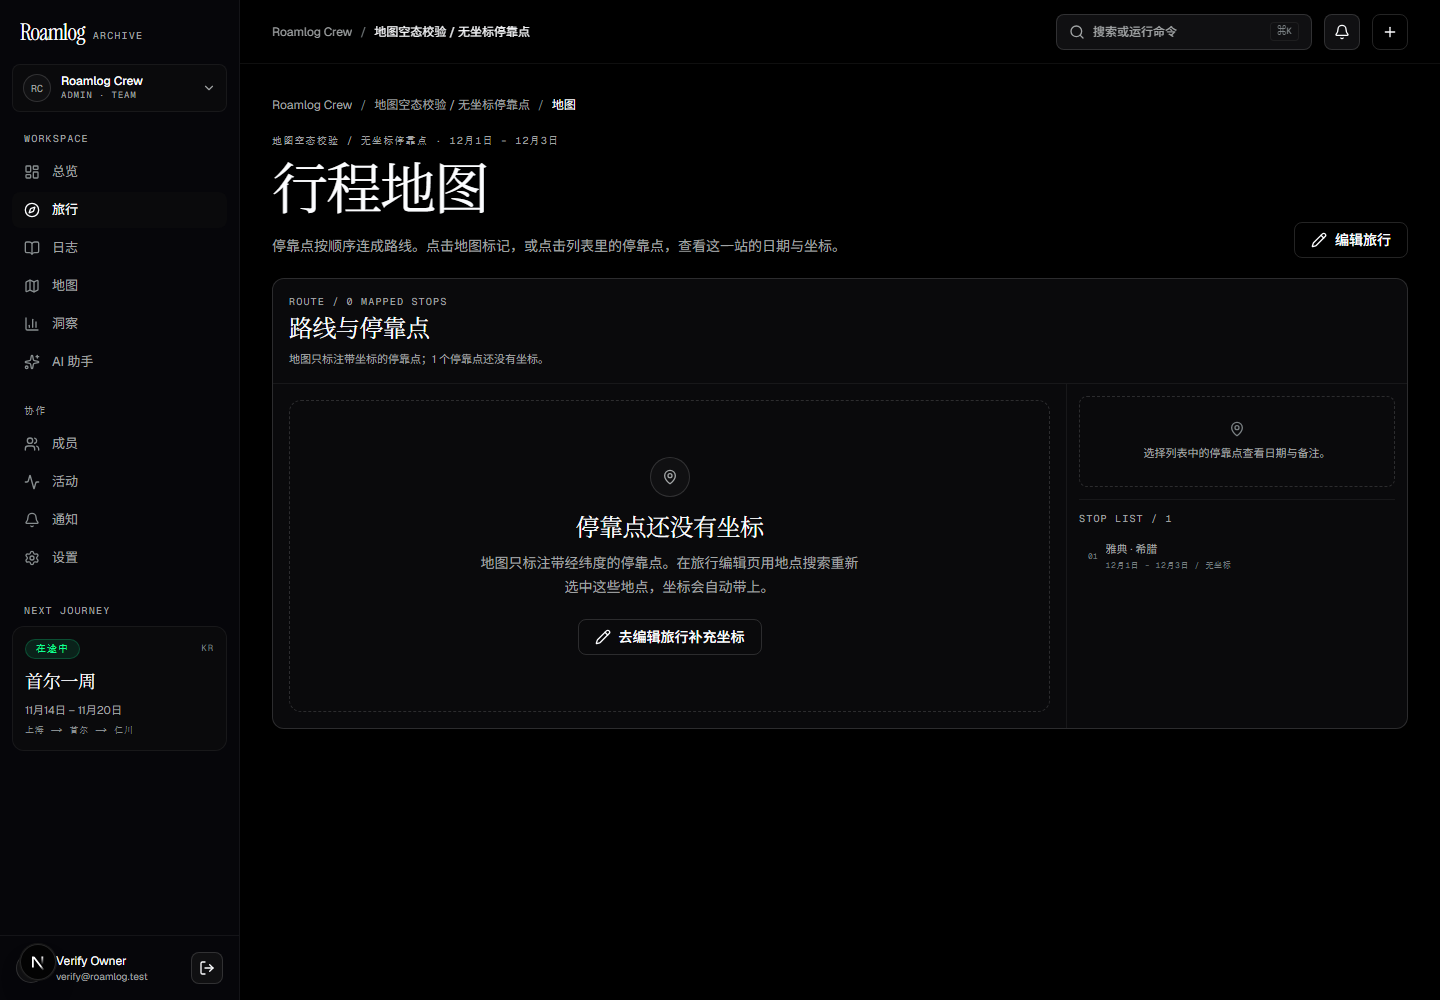 Roamlog ARCHIVE
RC
Roamlog Crew
ADMIN · TEAM
WORKSPACE
总览
旅行
日志
地图
洞察
AI 助手
协作
成员
活动
通知
设置
NEXT JOURNEY
在途中
KR
首尔一周
11月14日 – 11月20日
上海 → 首尔 → 仁川
N
Verify Owner
verify@roamlog.test
Roamlog Crew / 地图空态校验 / 无坐标停靠点
搜索或运行命令
⌘K
Roamlog Crew / 地图空态校验 / 无坐标停靠点 / 地图
地图空态校验 / 无坐标停靠点 · 12月1日 – 12月3日
行程地图
停靠点按顺序连成路线。点击地图标记，或点击列表里的停靠点，查看这一站的日期与坐标。
编辑旅行
ROUTE / 0 MAPPED STOPS
路线与停靠点
地图只标注带坐标的停靠点；1 个停靠点还没有坐标。
停靠点还没有坐标
地图只标注带经纬度的停靠点。在旅行编辑页用地点搜索重新
选中这些地点，坐标会自动带上。
去编辑旅行补充坐标
选择列表中的停靠点查看日期与备注。
STOP LIST / 1
01
雅典 · 希腊
12月1日 – 12月3日 / 无坐标